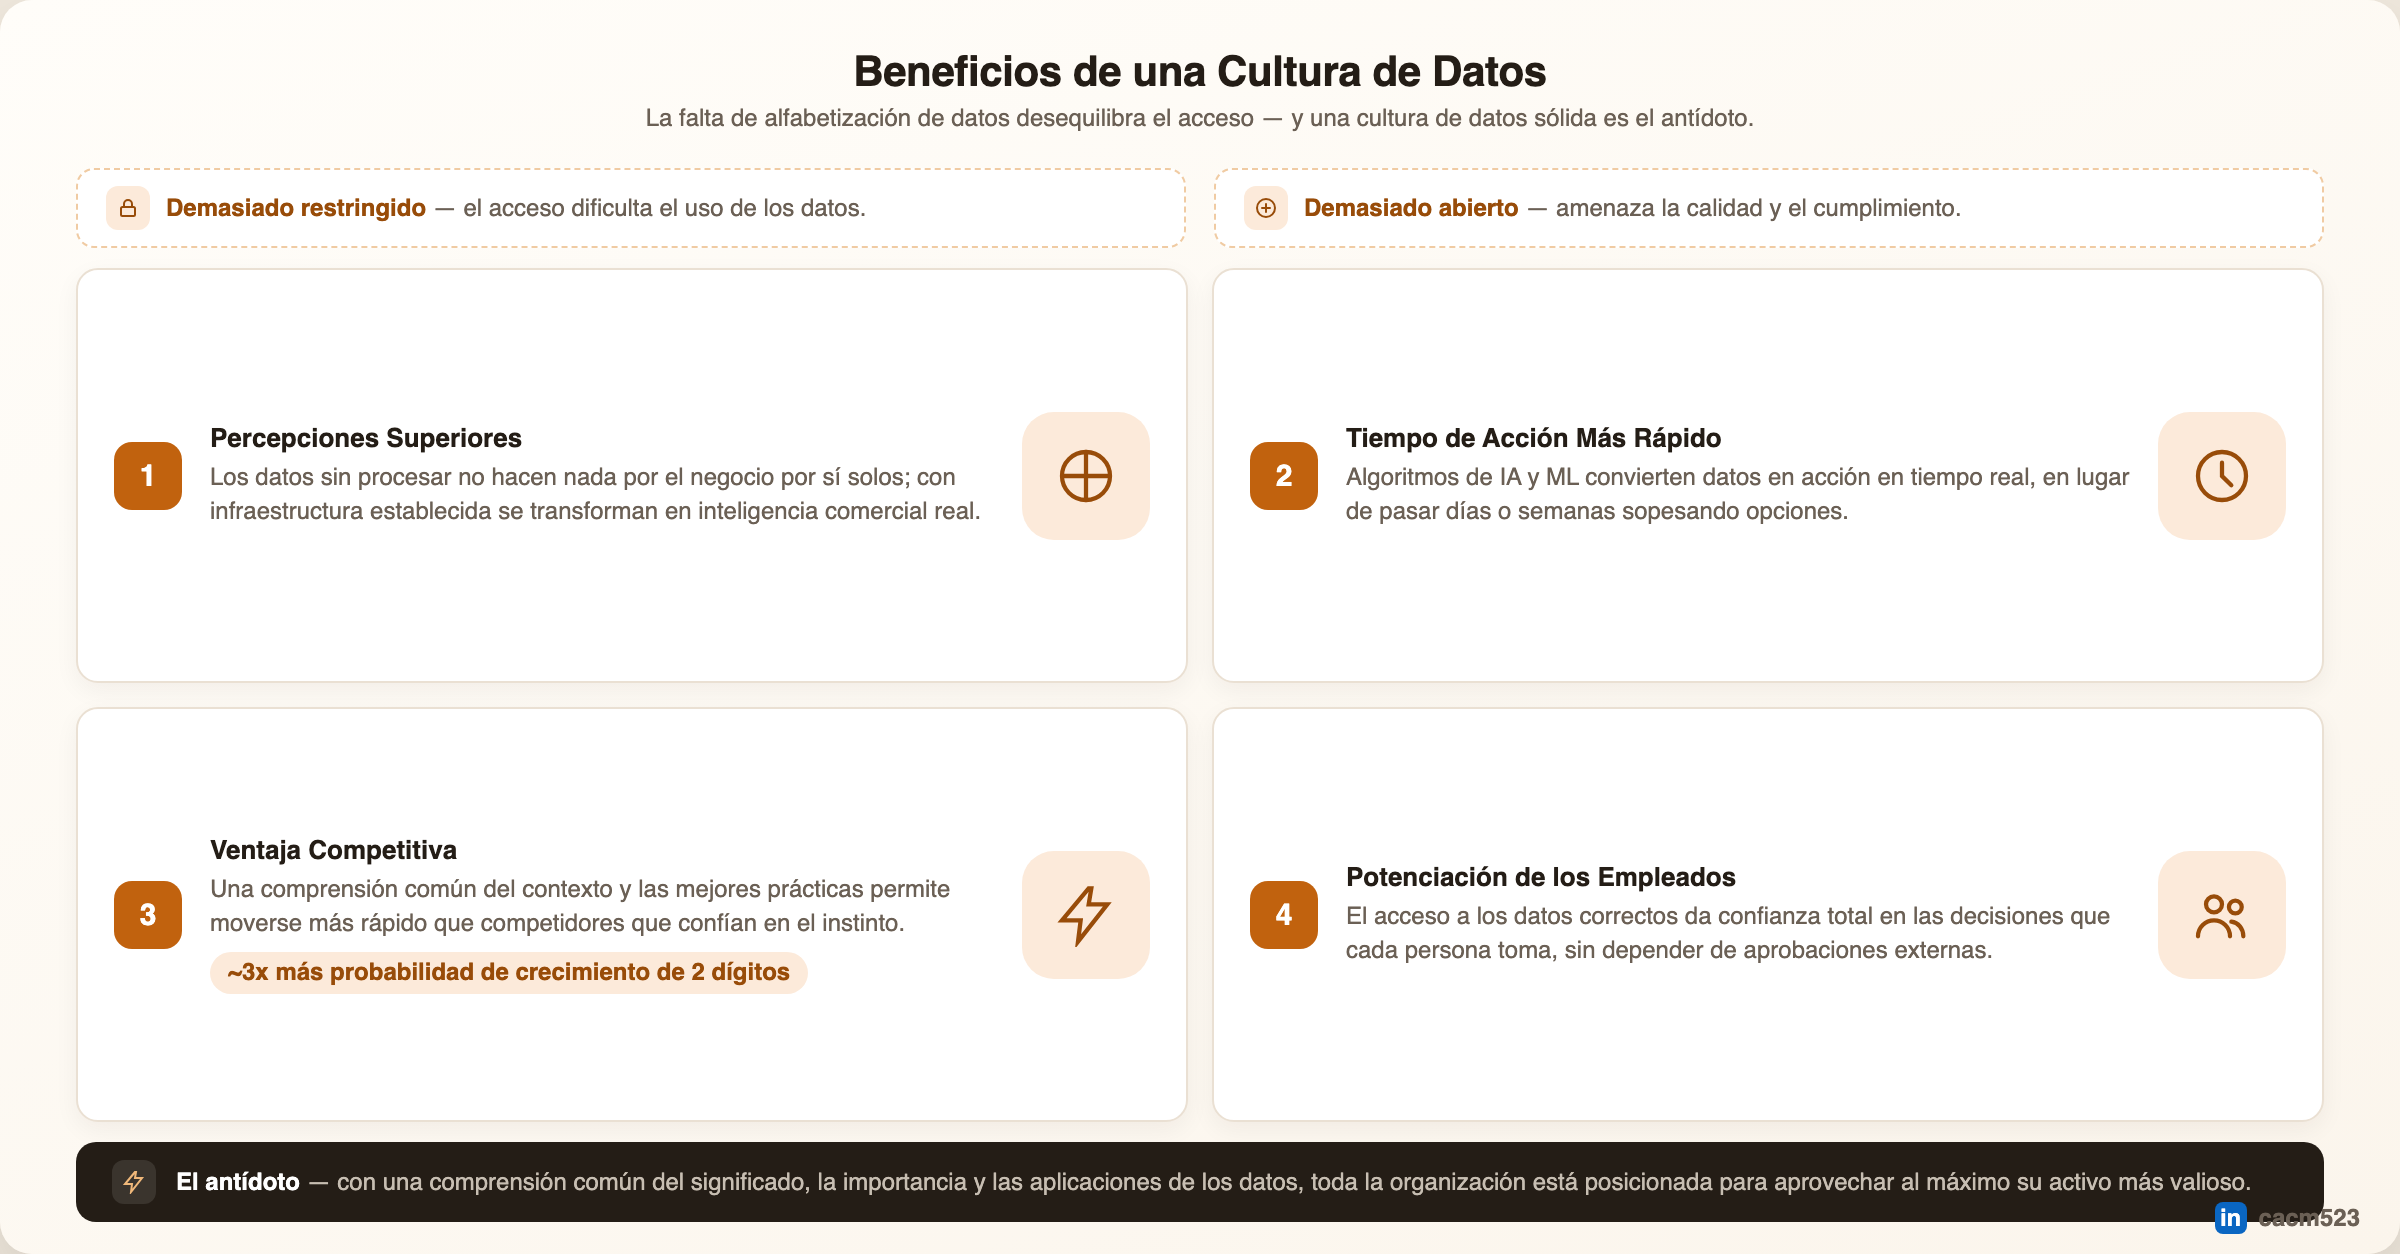 Beneficios de una Cultura de Datos
La falta de alfabetización de datos desequilibra el acceso — y una cultura de datos sólida es el antídoto.
Demasiado restringido — el acceso dificulta el uso de los datos.
Demasiado abierto — amenaza la calidad y el cumplimiento.
1
Percepciones Superiores
Los datos sin procesar no hacen nada por el negocio por sí solos; con
infraestructura establecida se transforman en inteligencia comercial real.
2
Tiempo de Acción Más Rápido
Algoritmos de IA y ML convierten datos en acción en tiempo real, en lugar
de pasar días o semanas sopesando opciones.
3
Ventaja Competitiva
Una comprensión común del contexto y las mejores prácticas permite
moverse más rápido que competidores que confían en el instinto.
~3x más probabilidad de crecimiento de 2 dígitos
4
Potenciación de los Empleados
El acceso a los datos correctos da confianza total en las decisiones que
cada persona toma, sin depender de aprobaciones externas.
El antídoto — con una comprensión común del significado, la importancia y las aplicaciones de los datos, toda la organización está posicionada para aprovechar al máximo su activo más valioso.
in cacm523